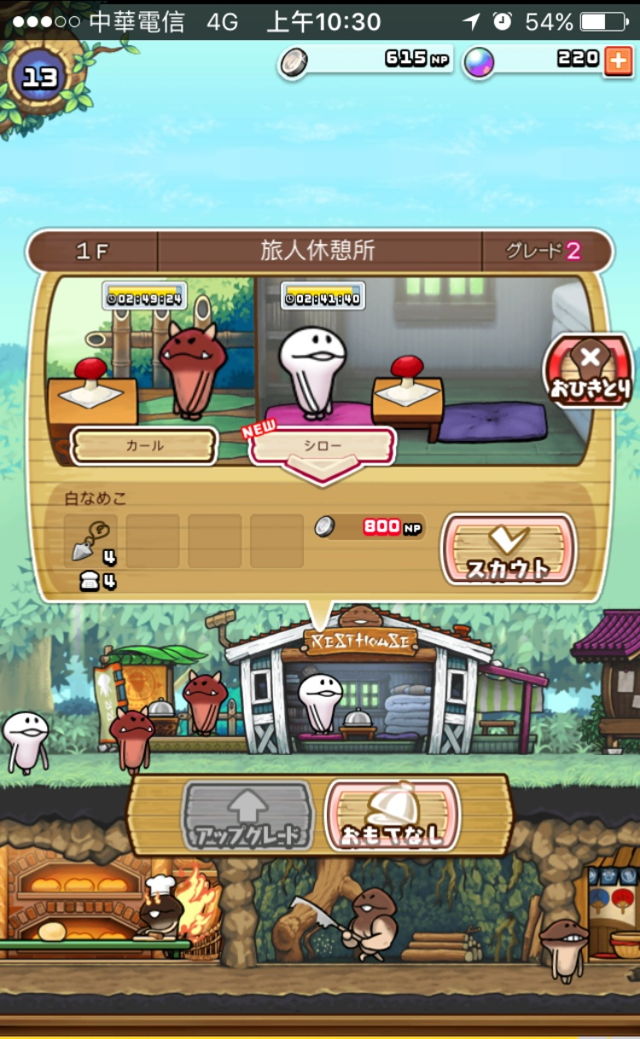 中華電信 4G 上午10:30 54%
13 615 NP 220
1F 旅人休憩所 グレード2
02:49:24 02:41:40
おひきとり
カール NEW シロー
白なめこ
800 NP
4 スカウト
4
RESTHOUSE
アップグレード おもてなし